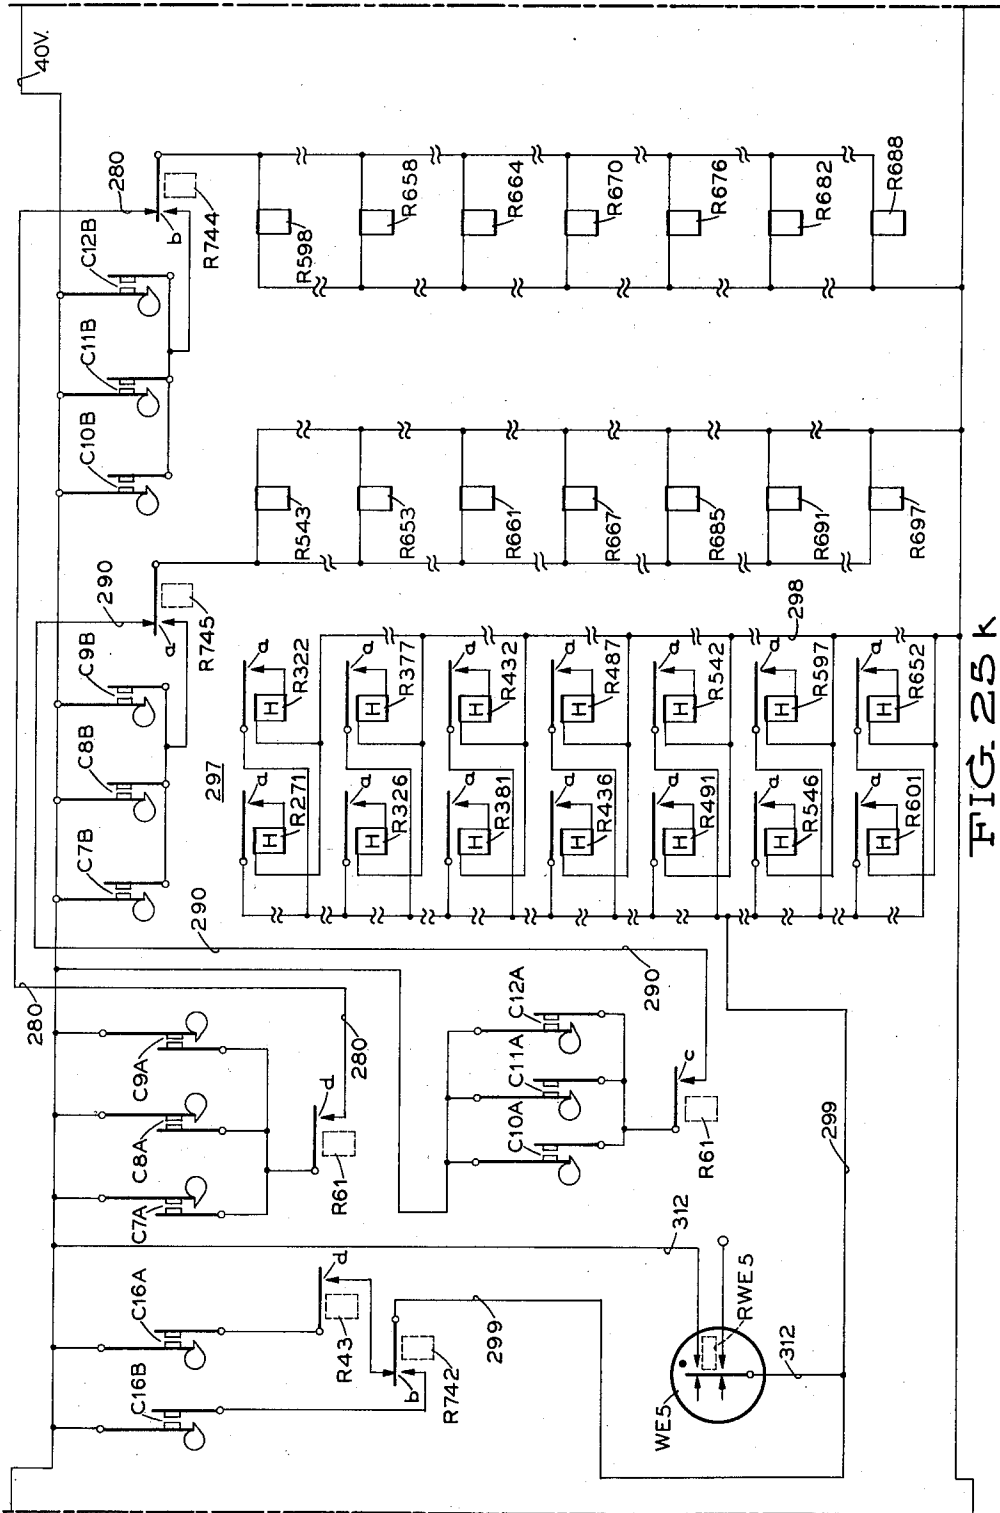 280
40V.
C7B
C8B
C9B
290
C10B
C11B
C12B
280
C16B
C16A
C7A
C8A
C9A
290
a
R745
b
R744
297
R271
a
R322
a
R543
R598
d
R43
R61
d
280
R326
a
R377
a
R653
R658
b
R742
R381
a
R432
a
R661
R664
299
C10A
C11A
C12A
R436
a
R487
a
R667
R670
290
WE5
RWE5
312
312
R61
c
R491
a
R542
a
R685
R676
R546
a
R597
a
298
R691
R682
299
R601
a
R652
a
R697
R688
H
H
H
H
H
H
H
H
H
H
H
H
H
H
FIG. 25 K